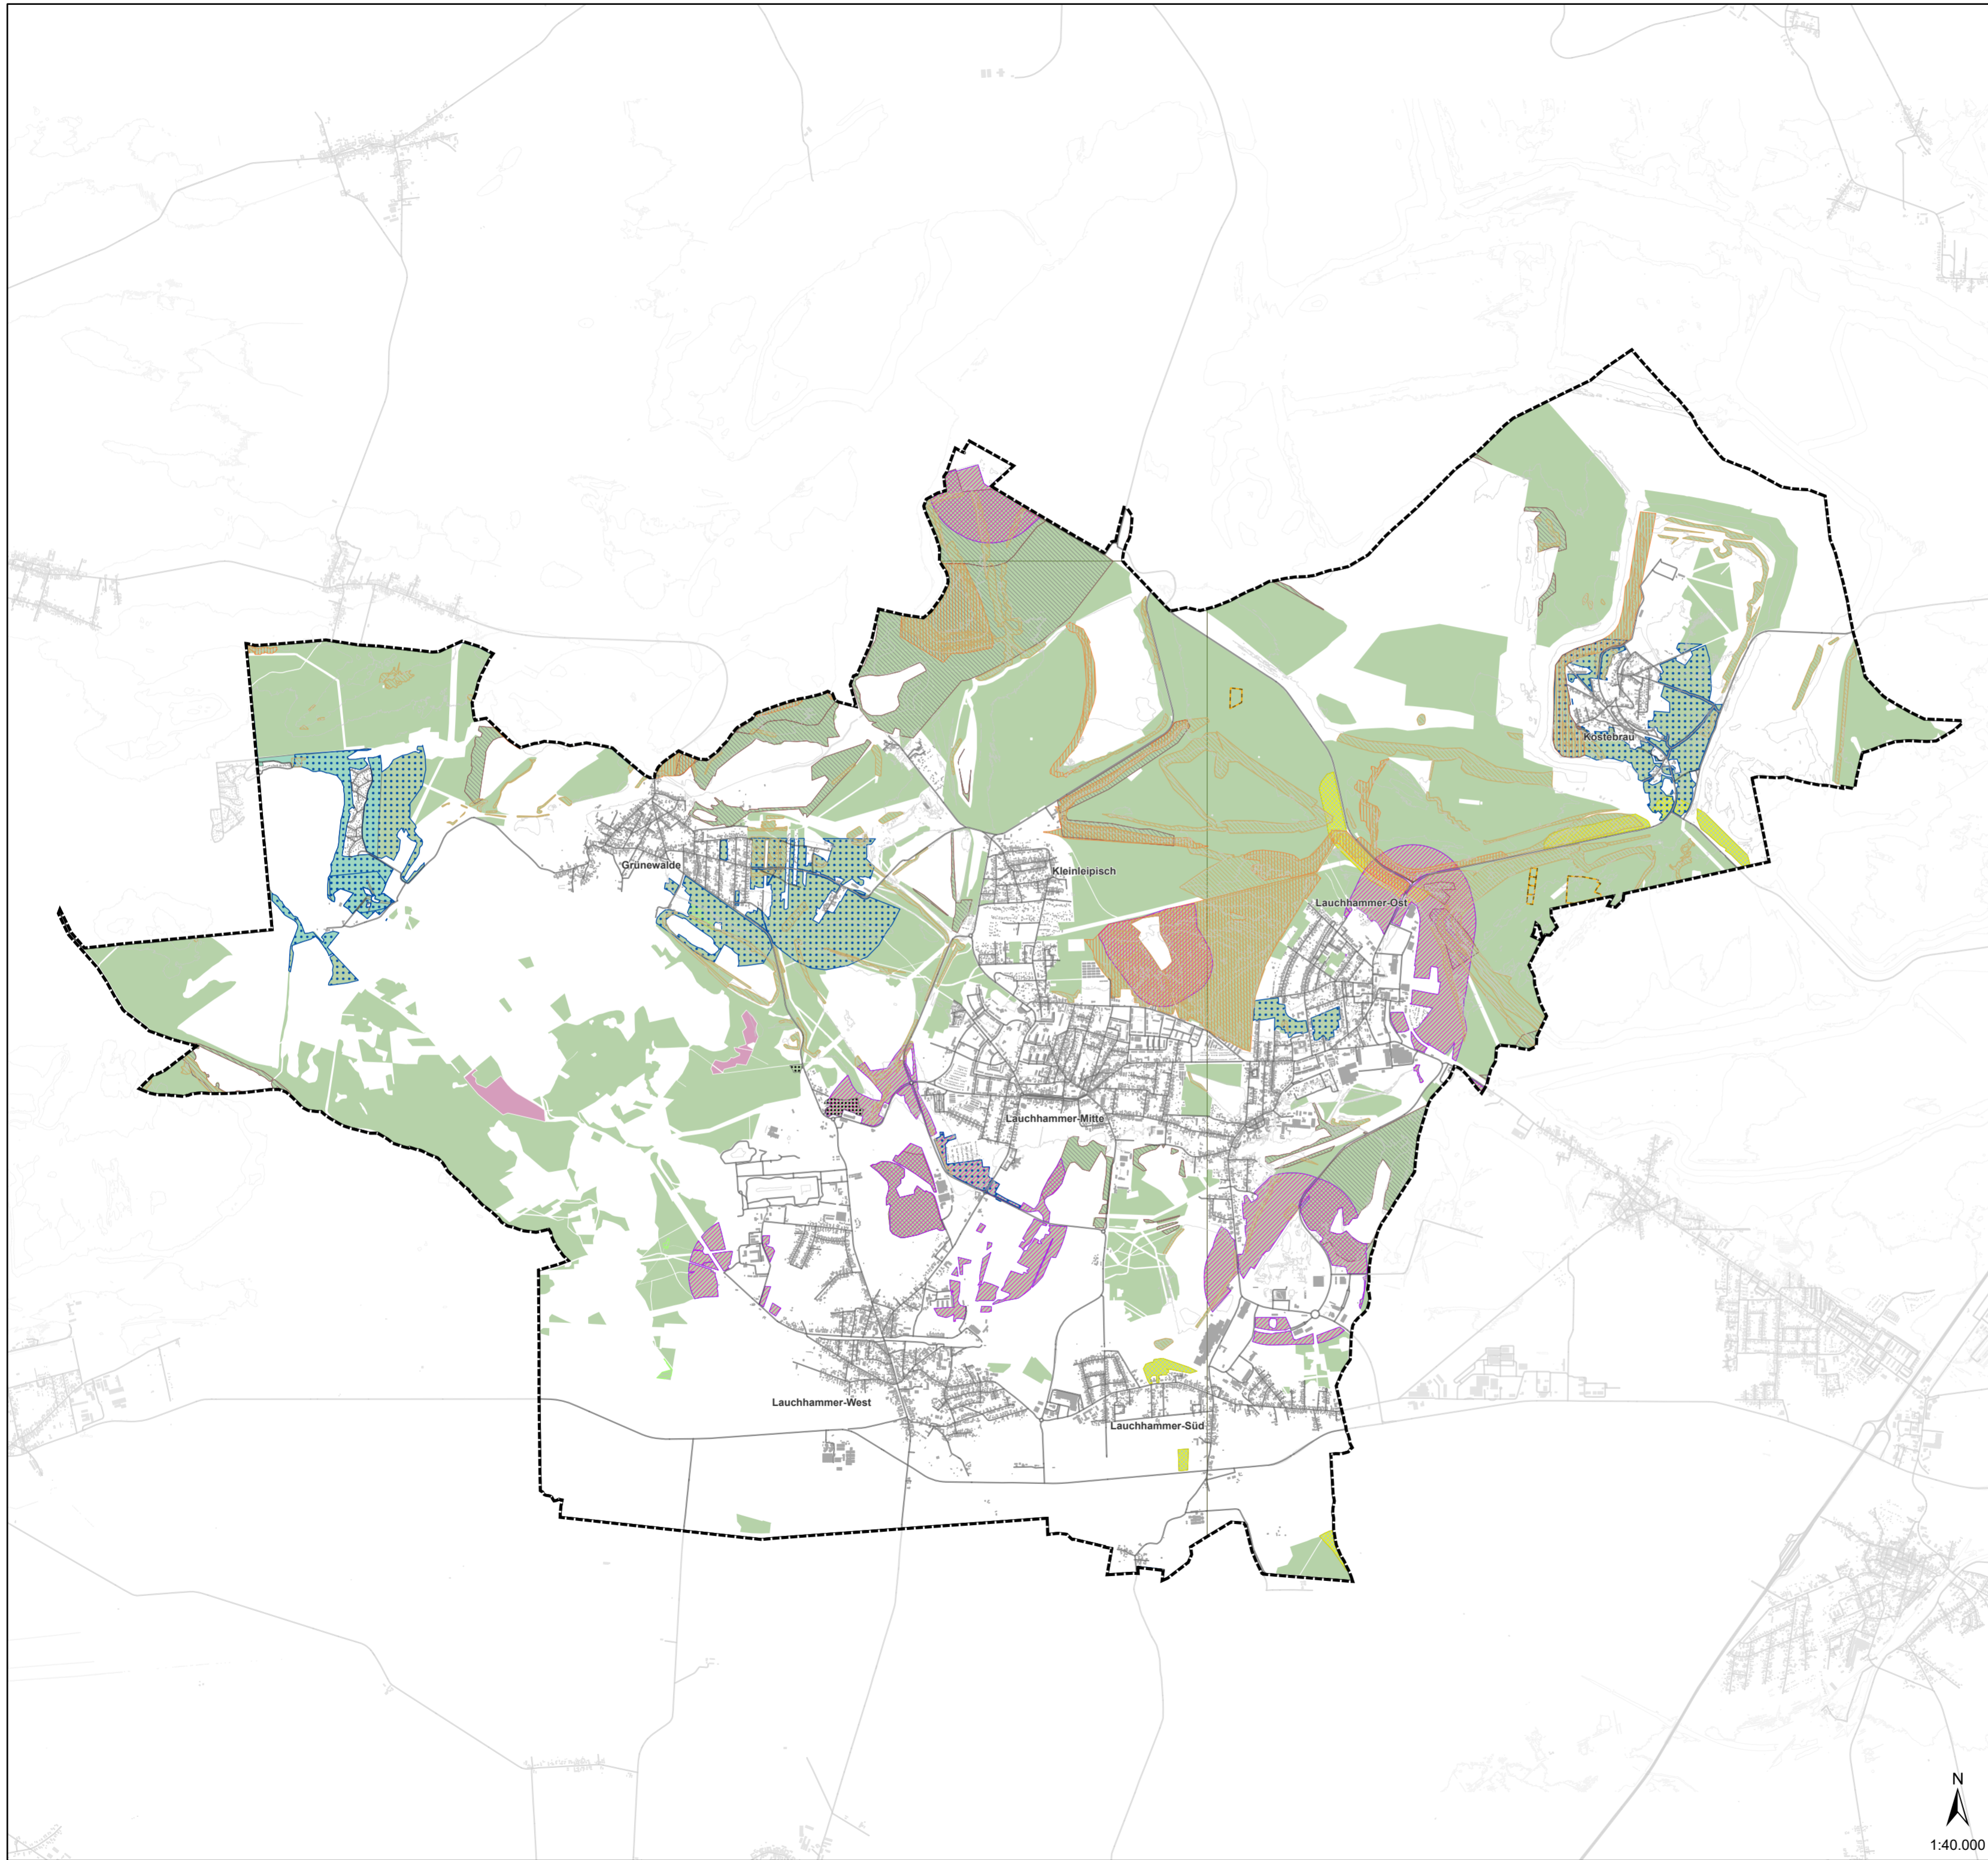 Kostebrau
Grünewalde
Kleinleipisch
Lauchhammer-Ost
Lauchhammer-Mitte
Lauchhammer-West
Lauchhammer-Süd
N
1:40.000